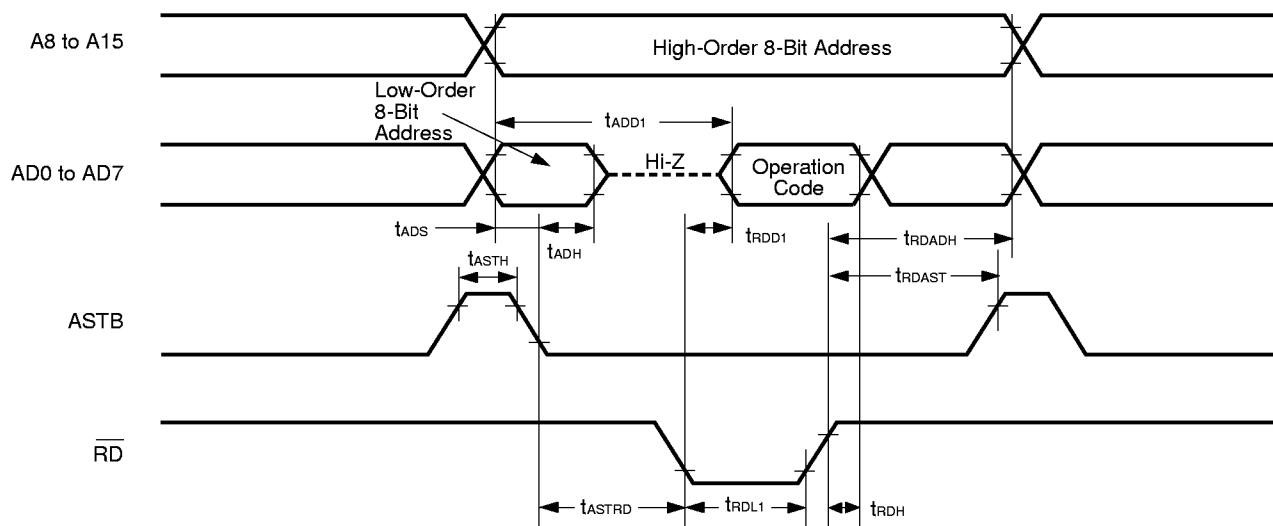 A8 to A15
High-Order 8-Bit Address
Low-Order
8-Bit
Address
tADD1
AD0 to AD7
Hi-Z
Operation
Code
tADS
tADH
tRDD1
tRDADH
tASTH
tRDAST
ASTB
RD
tASTRD
tRDL1
tRDH